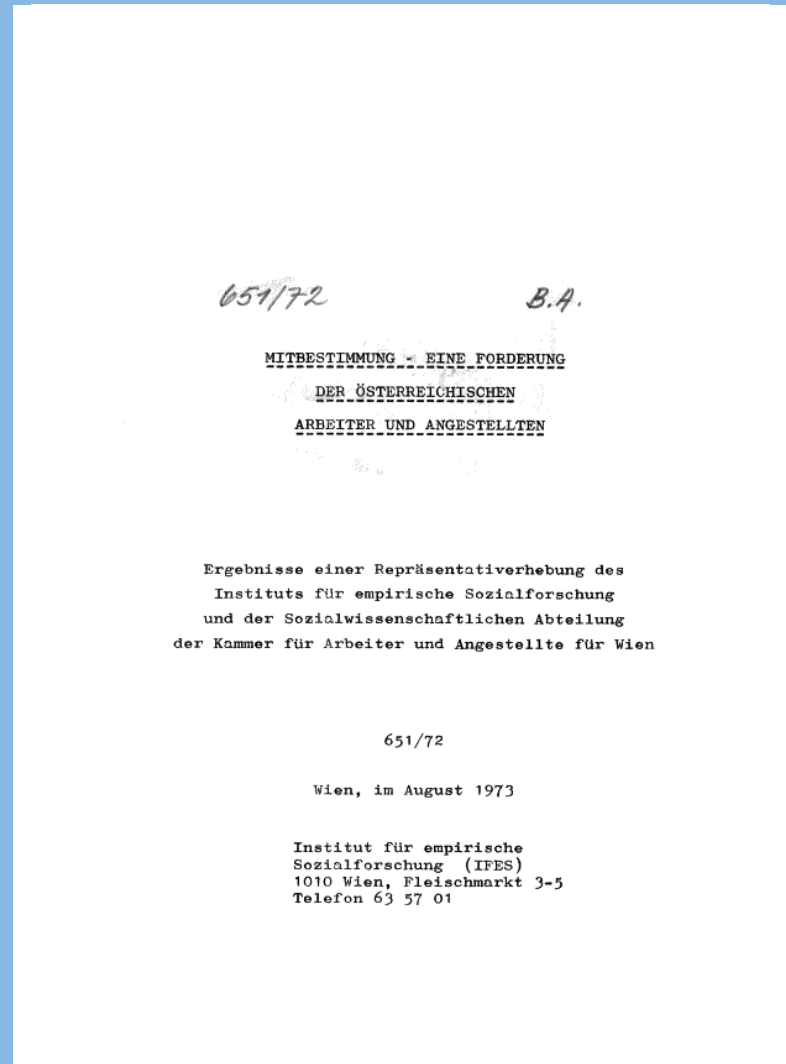 651/72 B.A.
MITBESTIMMUNG - EINE FORDERUNG
DER ÖSTERREICHISCHEN
ARBEITER UND ANGESTELLTEN
Ergebnisse einer Repräsentativerhebung des
Instituts für empirische Sozialforschung
und der Sozialwissenschaftlichen Abteilung
der Kammer für Arbeiter und Angestellte für Wien
651/72
Wien, im August 1973
Institut für empirische
Sozialforschung (IFES)
1010 Wien, Fleischmarkt 3-5
Telefon 63 57 01